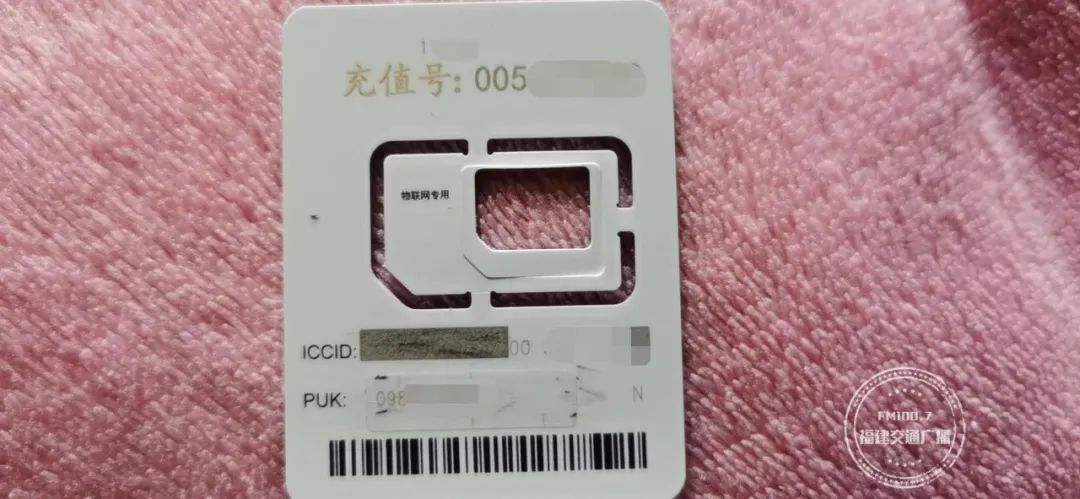 1
充值号: 005
物联网专用
ICCID: 00
PUK: 098 N
FM100.7
福建交通广播